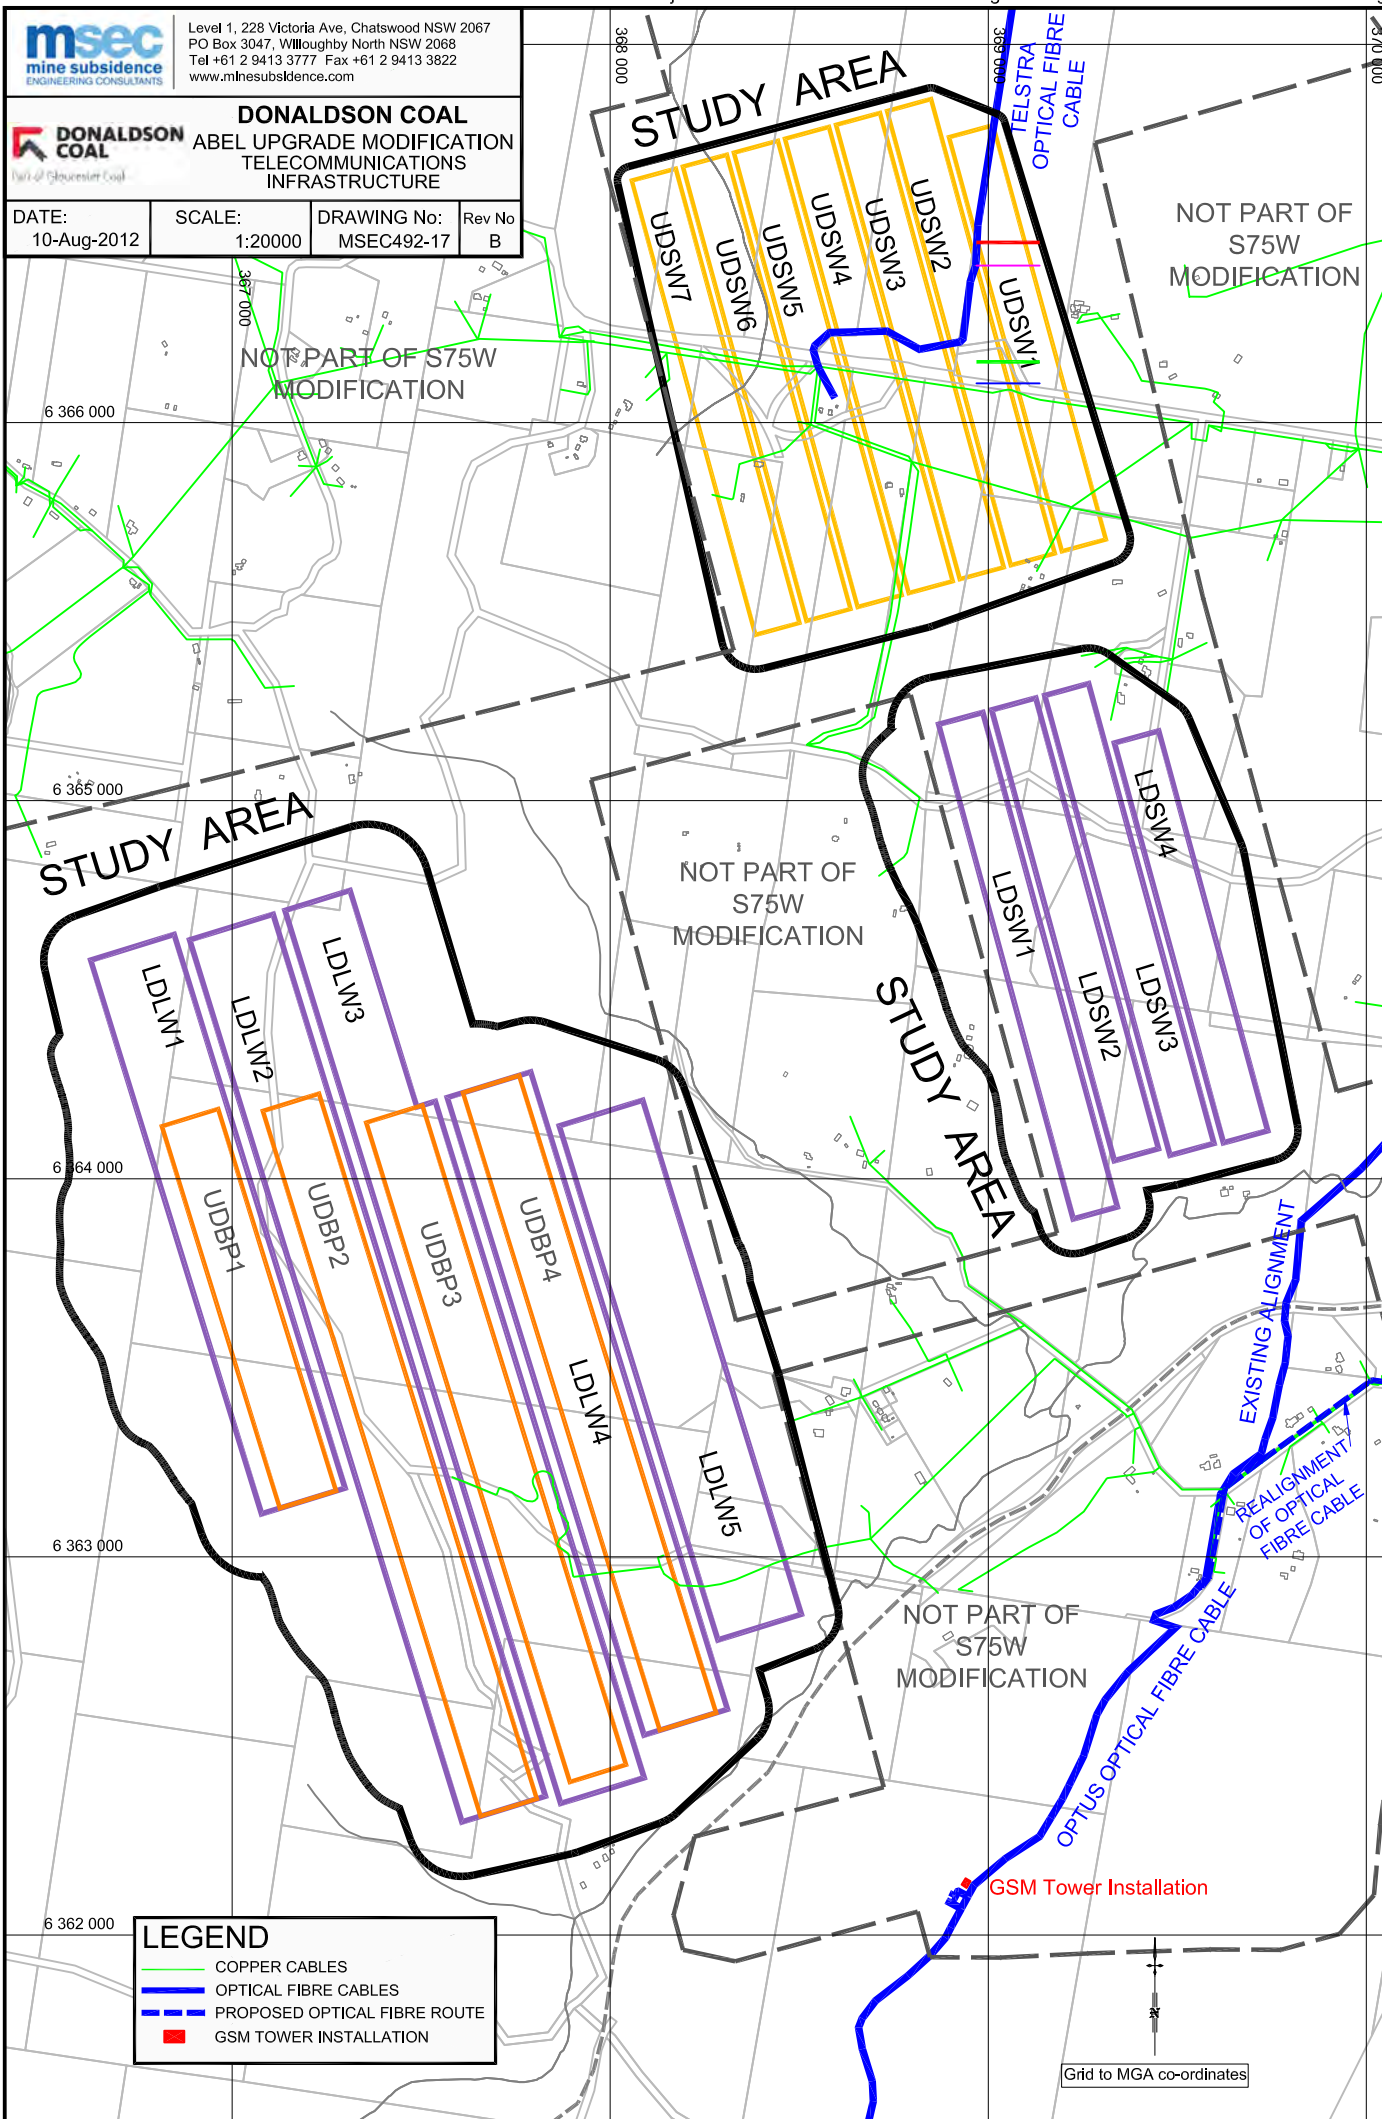 msec
mine subsidence
ENGINEERING CONSULTANTS
Level 1, 228 Victoria Ave, Chatswood NSW 2067
PO Box 3047, Willoughby North NSW 2068
Tel +61 2 9413 3777 Fax +61 2 9413 3822
www.minesubsidence.com
DONALDSON
COAL
Part of Gloucester Coal
DONALDSON COAL
ABEL UPGRADE MODIFICATION
TELECOMMUNICATIONS
INFRASTRUCTURE
DATE:
10-Aug-2012
SCALE:
1:20000
DRAWING No:
MSEC492-17
Rev No
B
367 000
368 000
369 000
370 000
STUDY AREA
TELSTRA
OPTICAL FIBRE
CABLE
NOT PART OF
S75W
MODIFICATION
UDSW7
UDSW6
UDSW5
UDSW4
UDSW3
UDSW2
UDSW1
NOT PART OF S75W
MODIFICATION
6 366 000
6 365 000
STUDY AREA
NOT PART OF
S75W
MODIFICATION
LDSW1
LDSW2
LDSW3
LDSW4
STUDY AREA
LDLW1
LDLW2
LDLW3
6 364 000
UDBP1
UDBP2
UDBP3
UDBP4
LDLW4
LDLW5
EXISTING ALIGNMENT
REALIGNMENT
OF OPTICAL
FIBRE CABLE
6 363 000
NOT PART OF
S75W
MODIFICATION
OPTUS OPTICAL FIBRE CABLE
GSM Tower Installation
6 362 000
LEGEND
COPPER CABLES
OPTICAL FIBRE CABLES
PROPOSED OPTICAL FIBRE ROUTE
GSM TOWER INSTALLATION
N
Grid to MGA co-ordinates